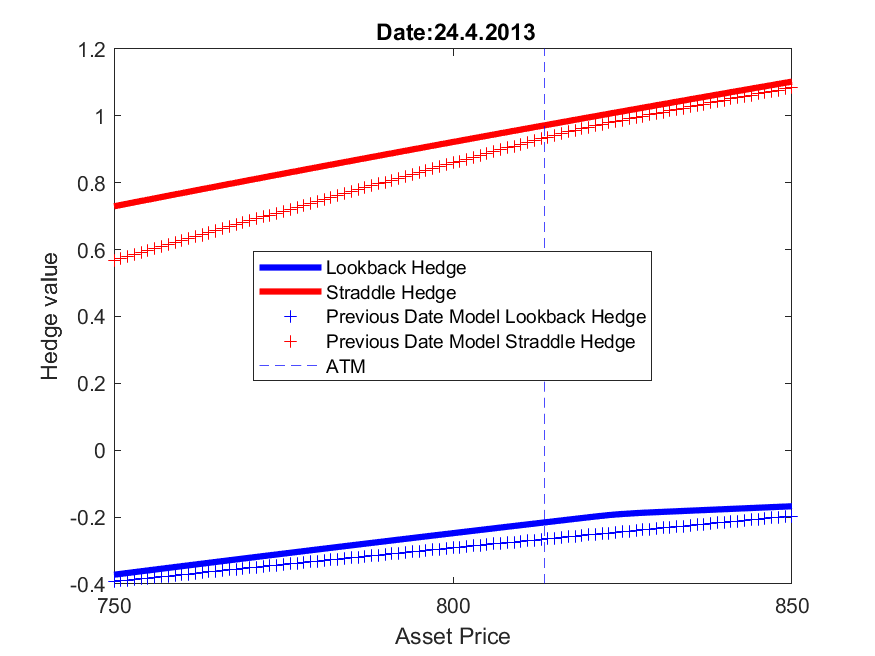 Date:24.4.2013
1.2
1
0.8
0.6
0.4
0.2
0
-0.2
-0.4
Hedge value
Lookback Hedge
Straddle Hedge
Previous Date Model Lookback Hedge
Previous Date Model Straddle Hedge
ATM
750
800
850
Asset Price